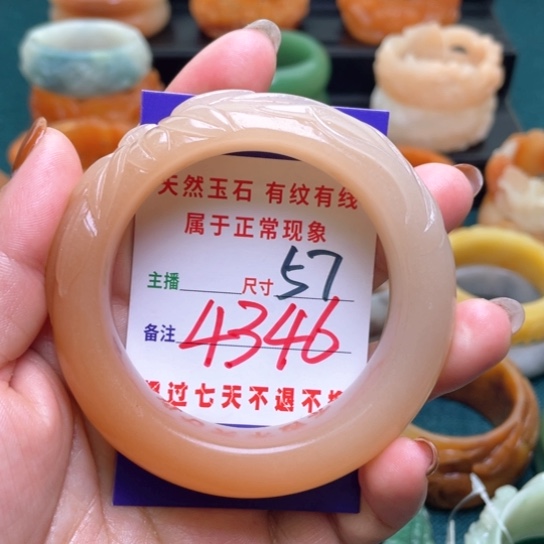 天然玉石 有纹有线
属于正常现象
主播 尺寸 57
备注 4346
过七天不退不